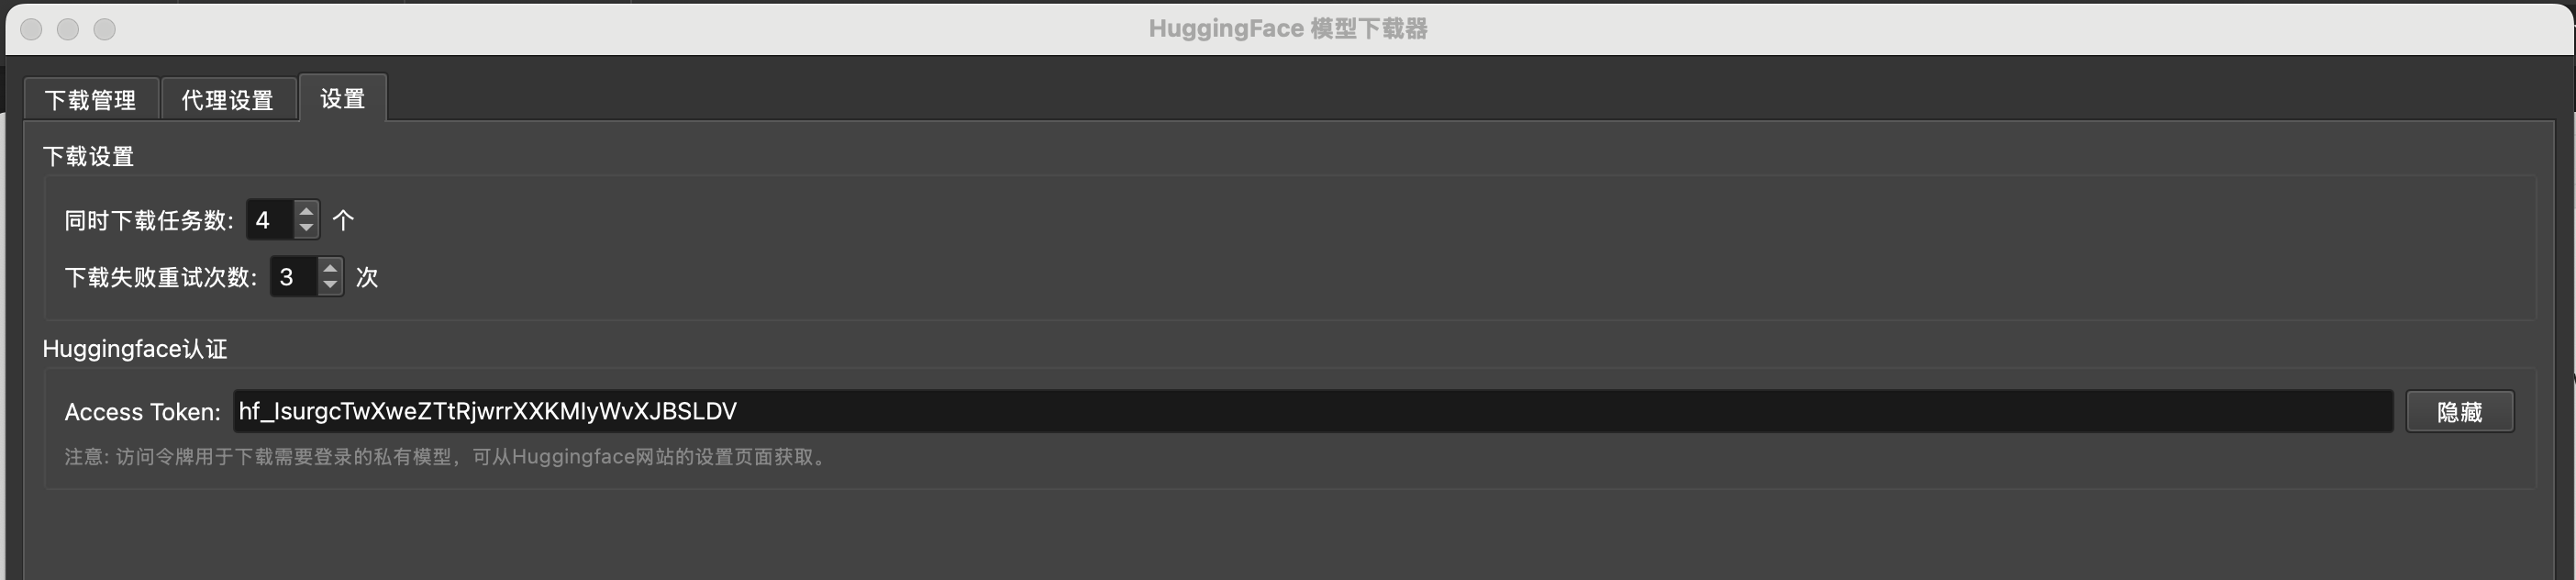 HuggingFace 模型下载器
下载管理 代理设置 设置
下载设置
同时下载任务数: 4 个
下载失败重试次数: 3 次
Huggingface认证
Access Token: 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 隐藏
注意: 访问令牌用于下载需要登录的私有模型，可从Huggingface网站的设置页面获取。